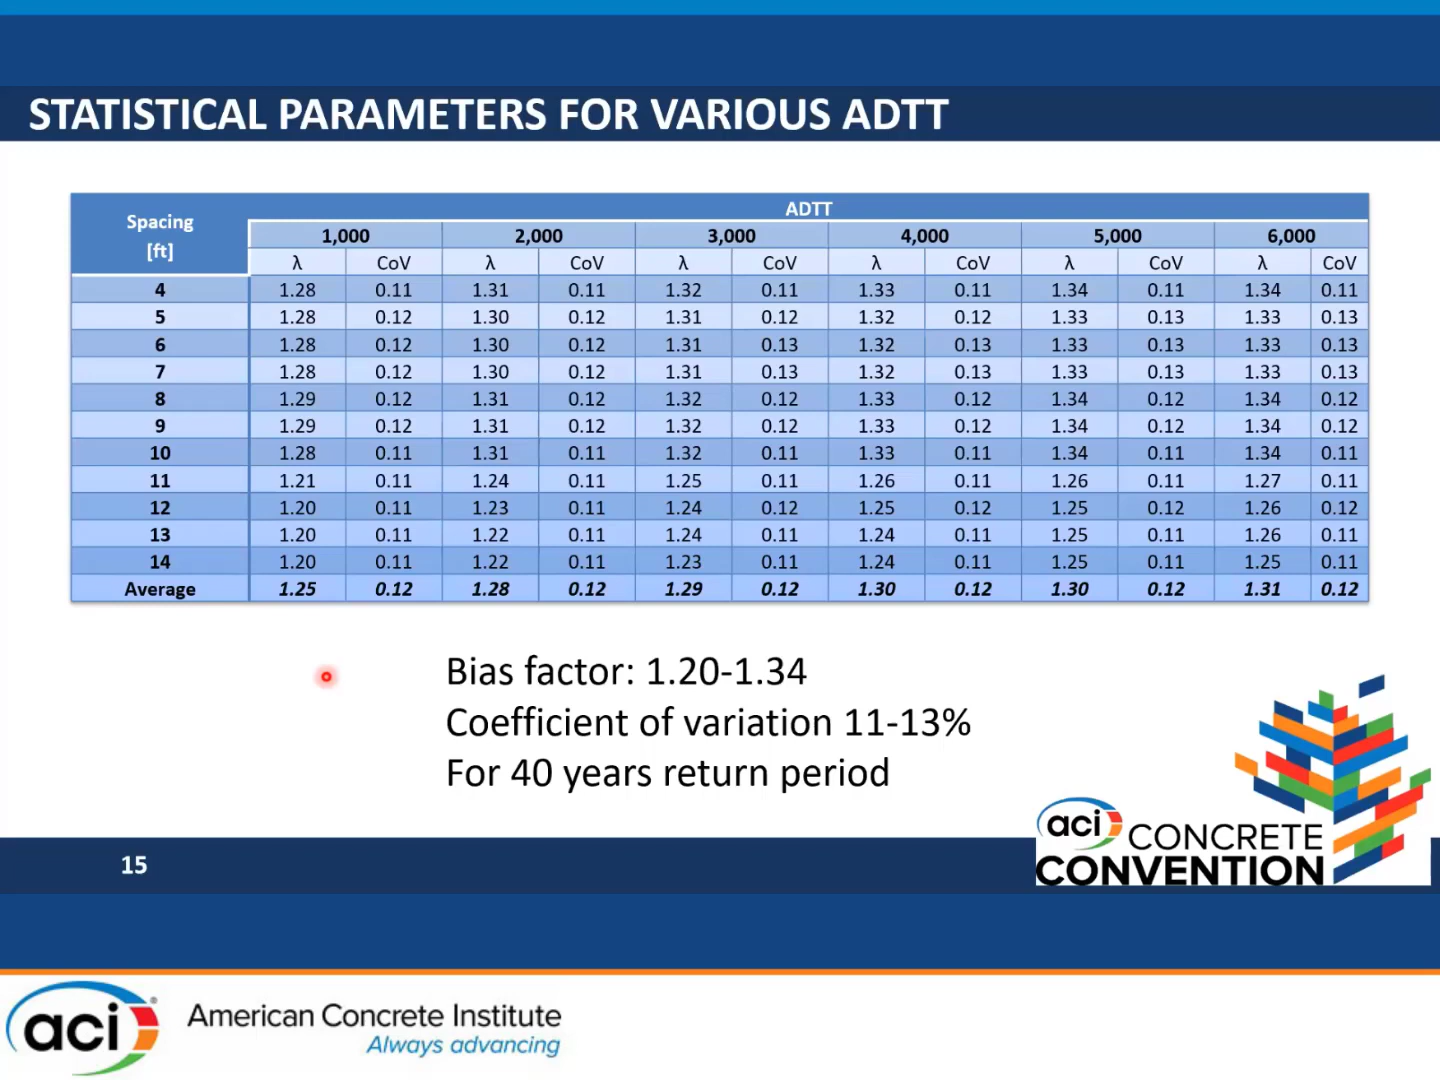 STATISTICAL PARAMETERS FOR VARIOUS ADTT
Spacing [ft] ADTT
1,000 2,000 3,000 4,000 5,000 6,000
λ CoV λ CoV λ CoV λ CoV λ CoV λ CoV
4 1.28 0.11 1.31 0.11 1.32 0.11 1.33 0.11 1.34 0.11 1.34 0.11
5 1.28 0.12 1.30 0.12 1.31 0.12 1.32 0.12 1.33 0.13 1.33 0.13
6 1.28 0.12 1.30 0.12 1.31 0.13 1.32 0.13 1.33 0.13 1.33 0.13
7 1.28 0.12 1.30 0.12 1.31 0.13 1.32 0.13 1.33 0.13 1.33 0.13
8 1.29 0.12 1.31 0.12 1.32 0.12 1.33 0.12 1.34 0.12 1.34 0.12
9 1.29 0.12 1.31 0.12 1.32 0.12 1.33 0.12 1.34 0.12 1.34 0.12
10 1.28 0.11 1.31 0.11 1.32 0.11 1.33 0.11 1.34 0.11 1.34 0.11
11 1.21 0.11 1.24 0.11 1.25 0.11 1.26 0.11 1.26 0.11 1.27 0.11
12 1.20 0.11 1.23 0.11 1.24 0.12 1.25 0.12 1.25 0.12 1.26 0.12
13 1.20 0.11 1.22 0.11 1.24 0.11 1.24 0.11 1.25 0.11 1.26 0.11
14 1.20 0.11 1.22 0.11 1.23 0.11 1.24 0.11 1.25 0.11 1.25 0.11
Average 1.25 0.12 1.28 0.12 1.29 0.12 1.30 0.12 1.30 0.12 1.31 0.12
Bias factor: 1.20-1.34
Coefficient of variation 11-13%
For 40 years return period
aci CONCRETE
CONVENTION
15
aci American Concrete Institute
Always advancing